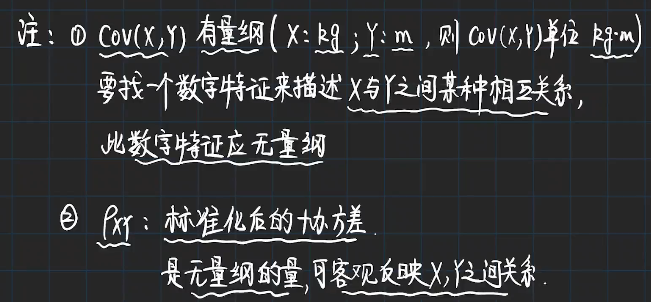 注: ① Cov(X,Y) 有量纲 (X:kg ; Y:m , 则 Cov(X,Y)单位 kg·m)
要找一个数字特征来描述 X与Y之间某种相互关系,
此数字特征应无量纲
② ρxy : 标准化后的协方差.
是无量纲的量,可客观反映X,Y之间关系.